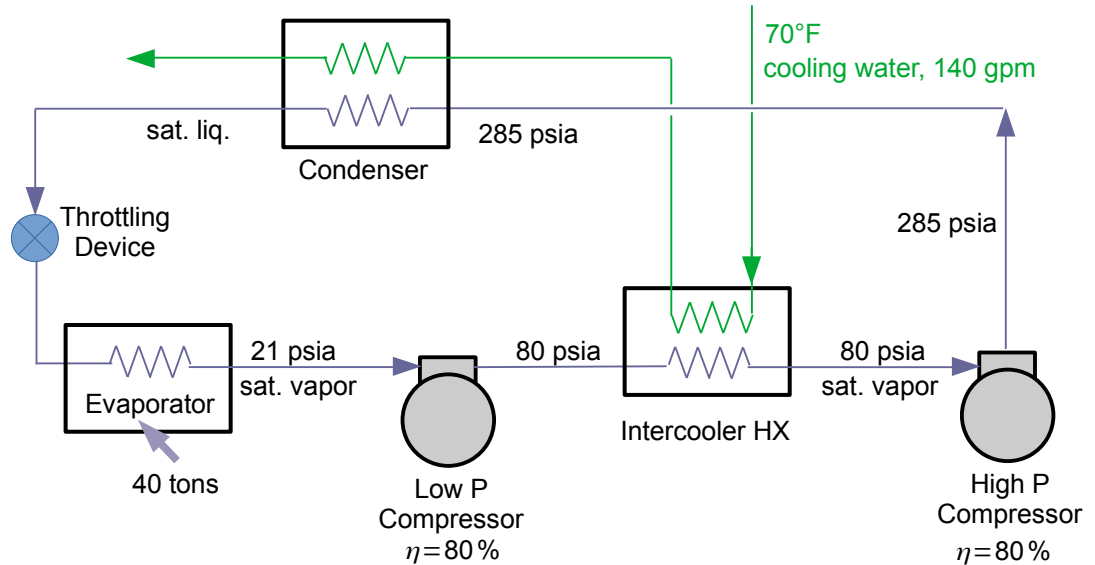 70°F
cooling water, 140 gpm
sat. liq.
285 psia
Condenser
Throttling
Device
285 psia
21 psia
sat. vapor
80 psia
80 psia
sat. vapor
Evaporator
Intercooler HX
40 tons
Low P
Compressor
η=80%
High P
Compressor
η=80%